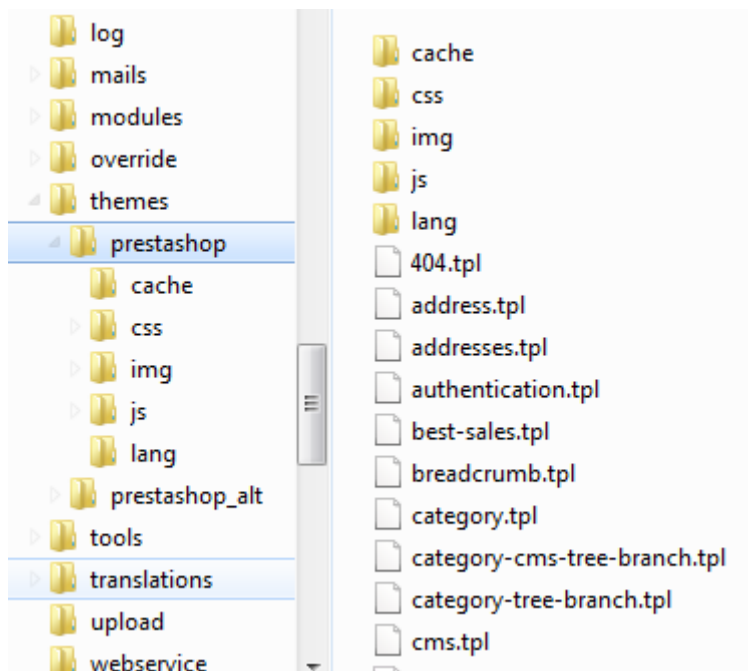 log
mails
modules
override
themes
prestashop
cache
css
img
js
lang
prestashop_alt
tools
translations
upload
webservice
cache
css
img
js
lang
404.tpl
address.tpl
addresses.tpl
authentication.tpl
best-sales.tpl
breadcrumb.tpl
category.tpl
category-cms-tree-branch.tpl
category-tree-branch.tpl
cms.tpl